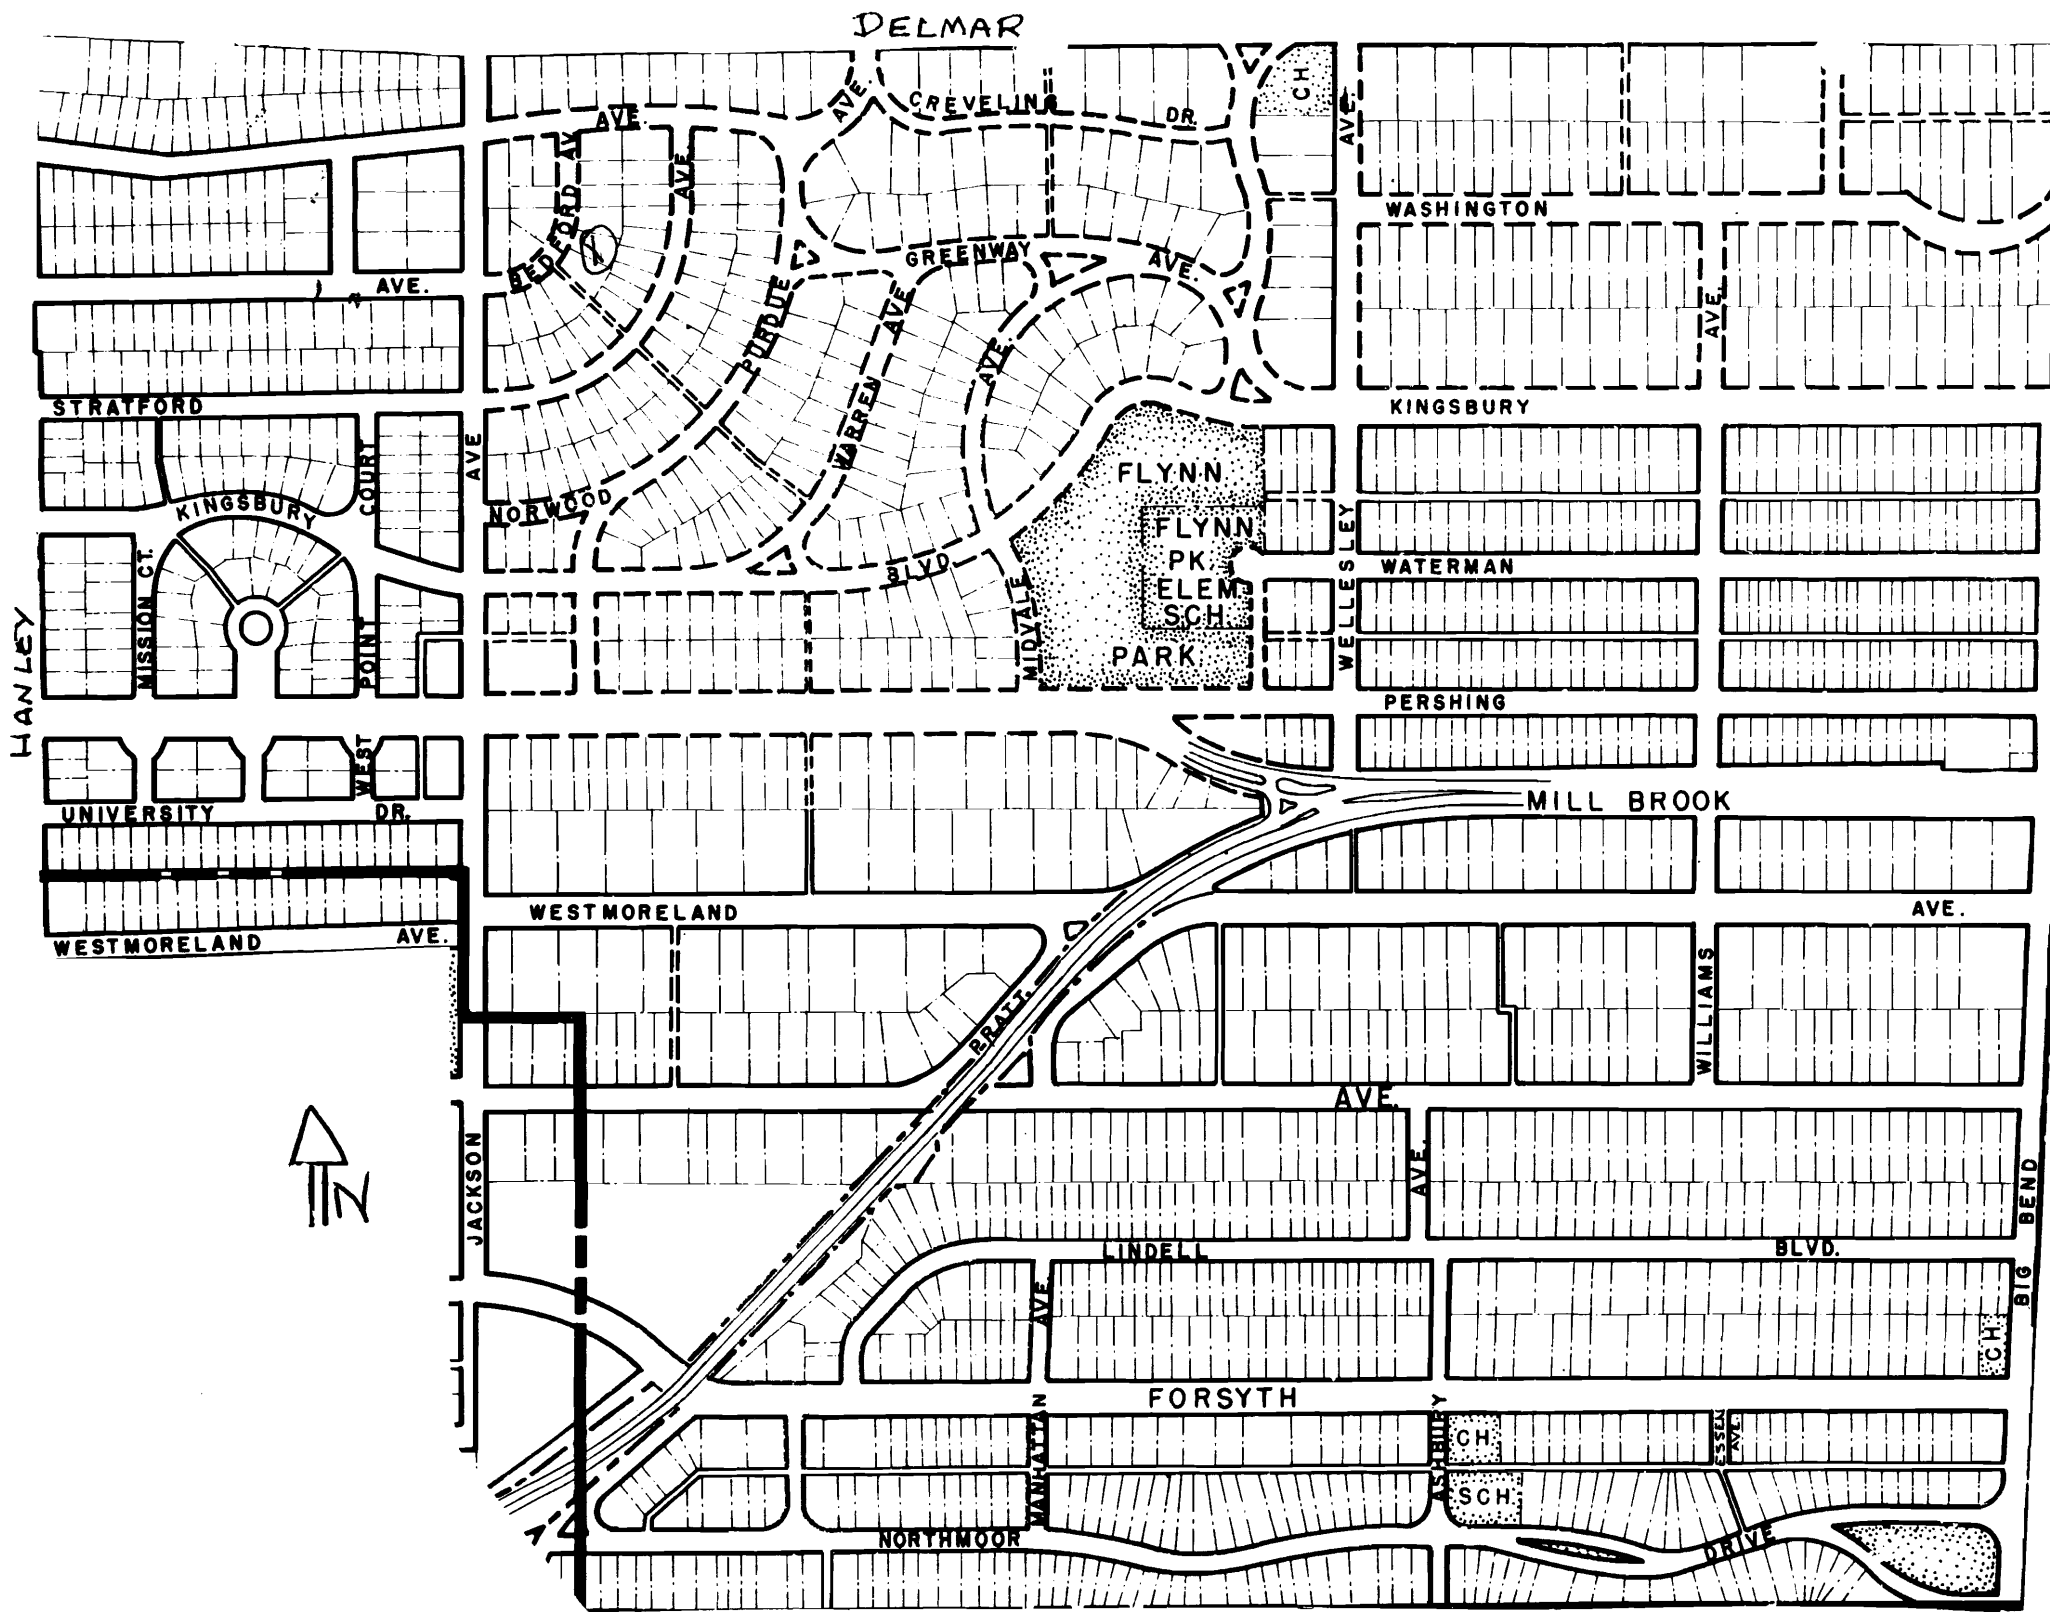 DELMAR
CREVELING DR.
AVE.
AVE.
CH
AVE.
BEDFORD AV
AVE.
WASHINGTON
GREENWAY AVE.
AVE.
PURDUE
WARREN AVE.
AVE.
AVE.
STRATFORD
KINGSBURY
COURT
AVE
FLYNN
NORWOOD
KINGSBURY
FLYNN
PK
ELEM
SCH.
PARK
WELLESLEY
WATERMAN
BLVD.
MISSION CT.
MIDVALE
HANLEY
WEST POINT
PERSHING
UNIVERSITY DR.
MILL BROOK
WESTMORELAND AVE.
WESTMORELAND AVE.
WILLIAMS
P.R.A.T.T.
AVE.
N
JACKSON
AVE.
BIG BEND
LINDELL BLVD.
AVE.
CH
FORSYTH
MANHATTAN
ASHBURY
CH.
ESSEN AVE.
SCH.
NORTHMOOR DRIVE